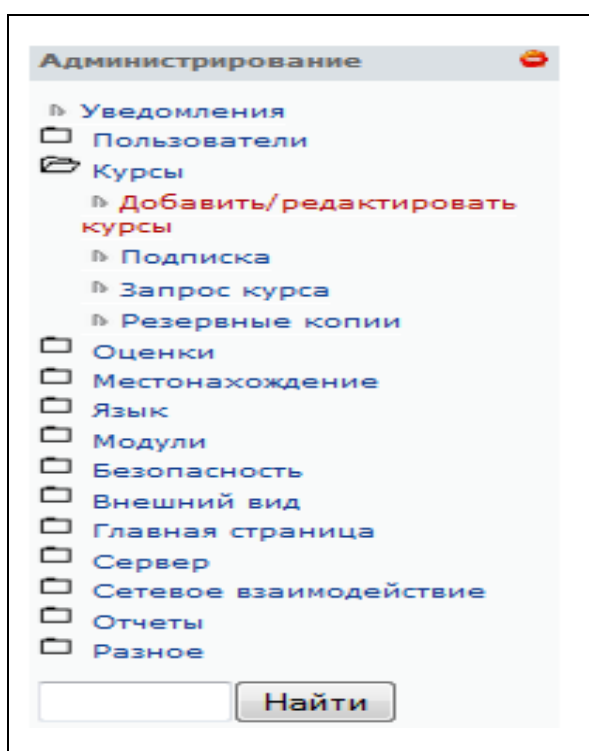 Администрирование
Уведомления
Пользователи
Курсы
Добавить/редактировать
курсы
Подписка
Запрос курса
Резервные копии
Оценки
Местонахождение
Язык
Модули
Безопасность
Внешний вид
Главная страница
Сервер
Сетевое взаимодействие
Отчеты
Разное
Найти